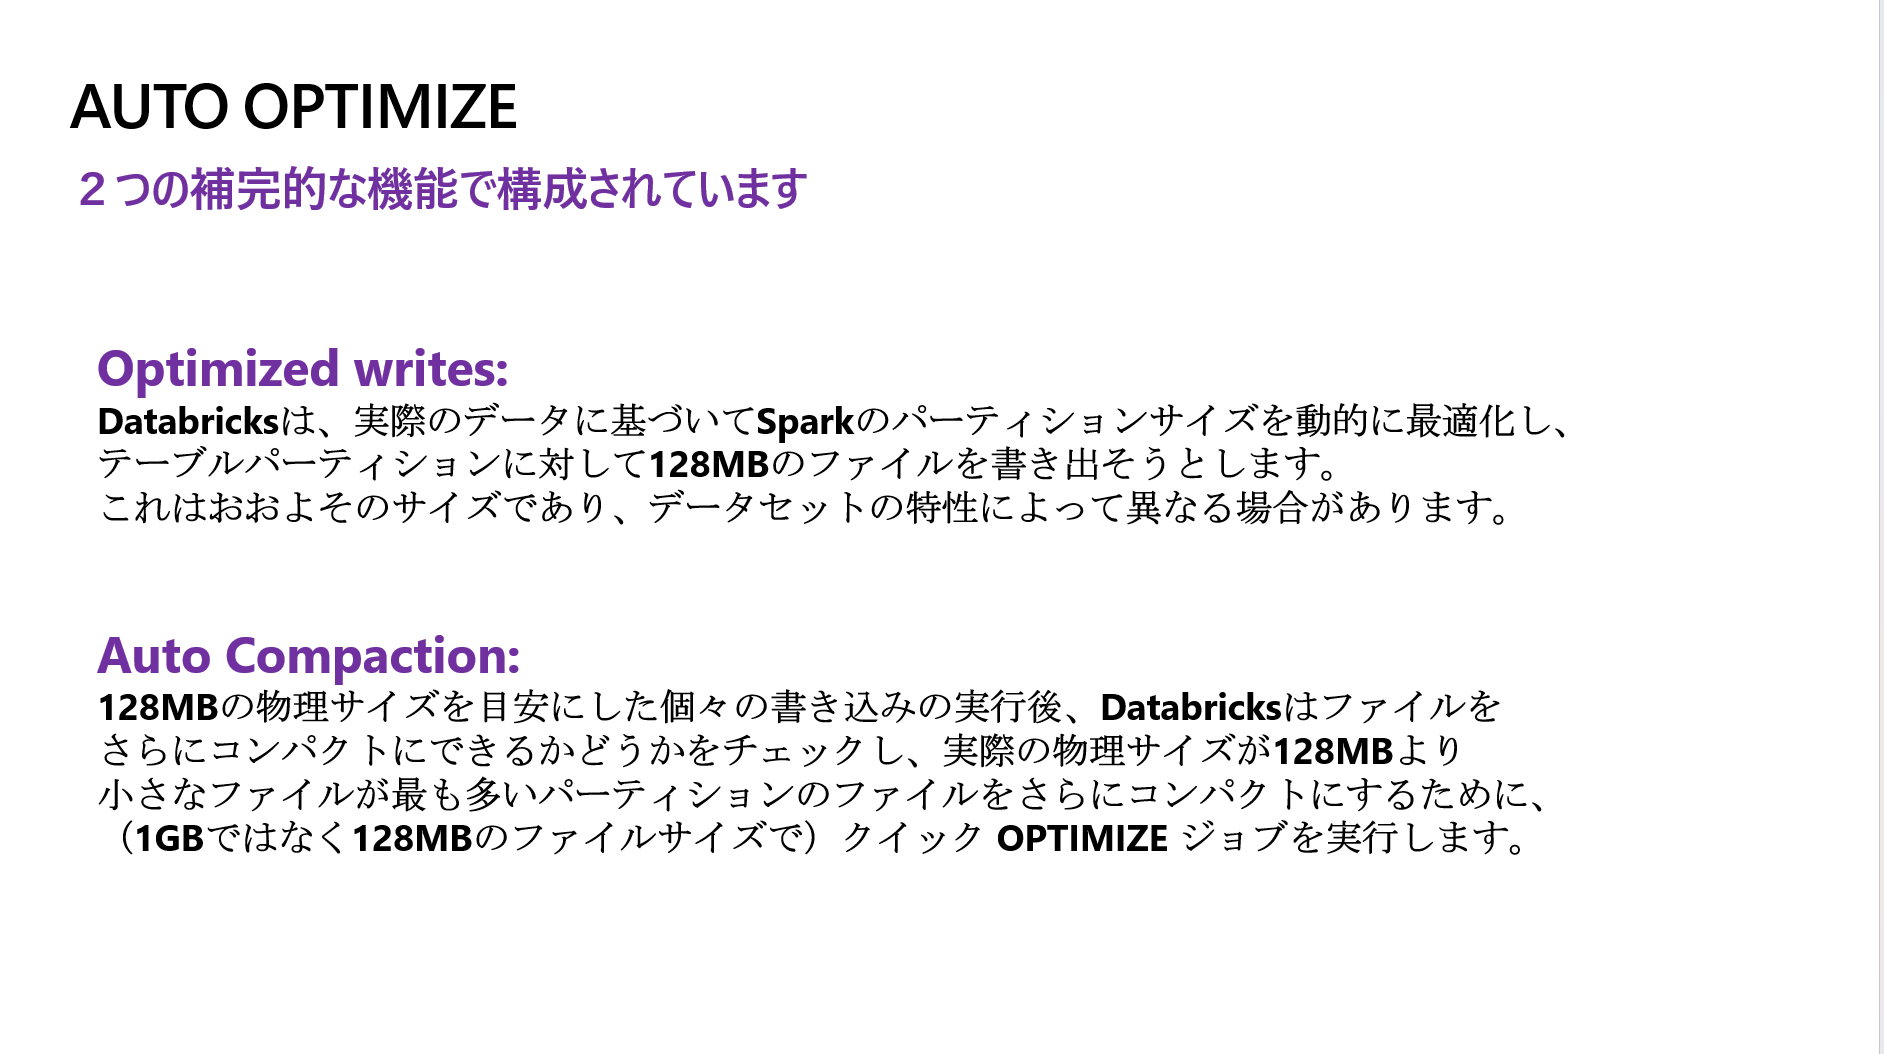 AUTO OPTIMIZE
２つの補完的な機能で構成されています
Optimized writes:
Databricksは、実際のデータに基づいてSparkのパーティションサイズを動的に最適化し、
テーブルパーティションに対して128MBのファイルを書き出そうとします。
これはおおよそのサイズであり、データセットの特性によって異なる場合があります。
Auto Compaction:
128MBの物理サイズを目安にした個々の書き込みの実行後、Databricksはファイルを
さらにコンパクトにできるかどうかをチェックし、実際の物理サイズが128MBより
小さなファイルが最も多いパーティションのファイルをさらにコンパクトにするために、
（1GBではなく128MBのファイルサイズで）クイック OPTIMIZE ジョブを実行します。